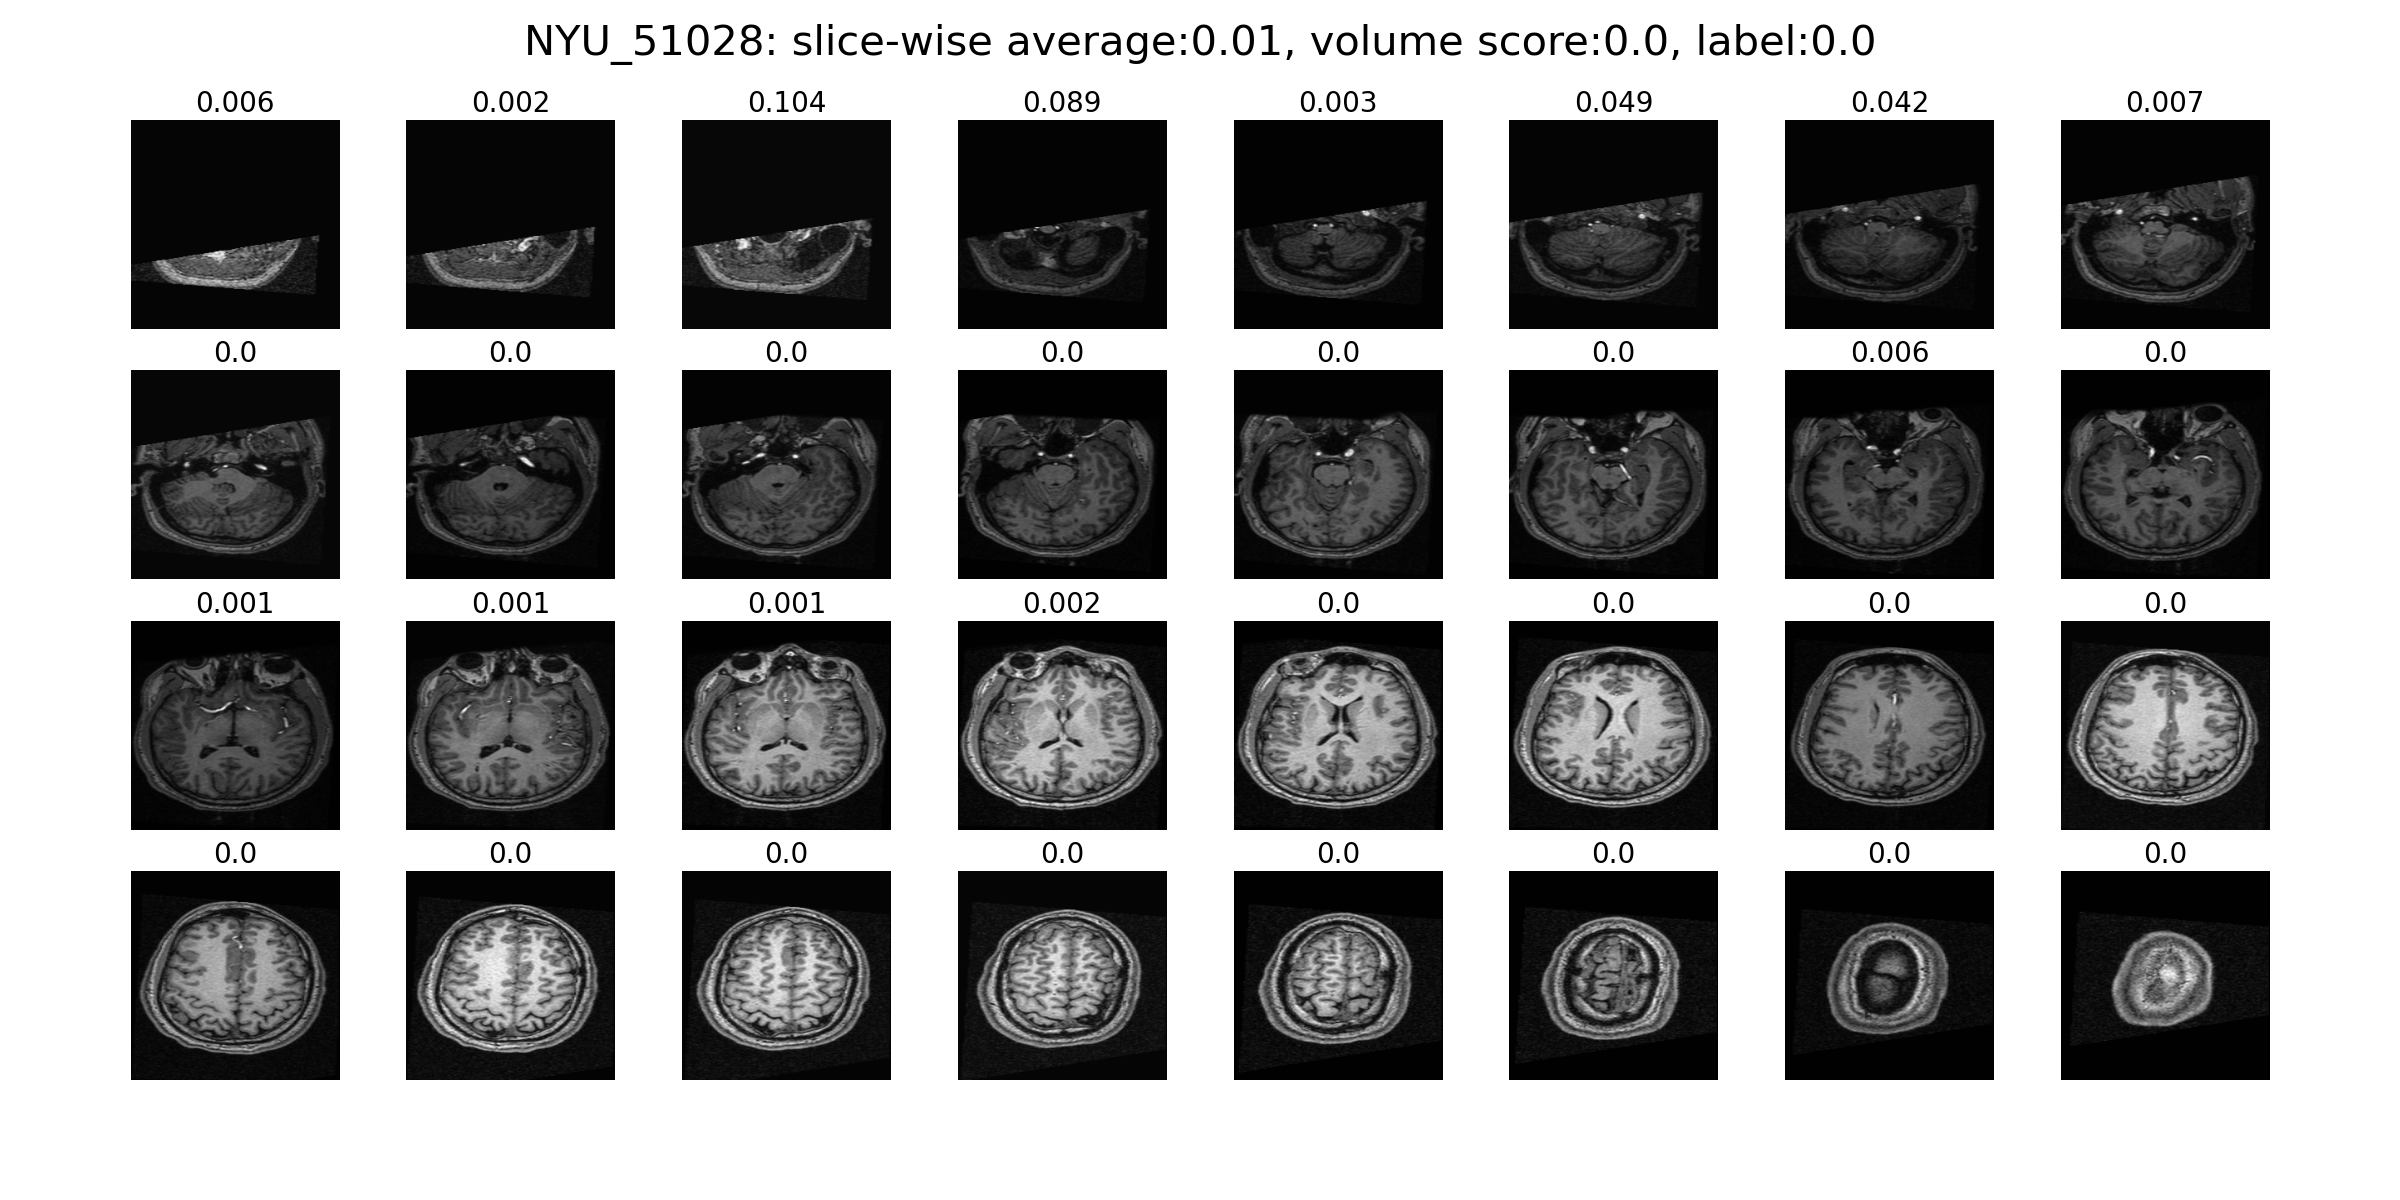 NYU_51028: slice-wise average:0.01, volume score:0.0, label:0.0
0.006 0.002 0.104 0.089 0.003 0.049 0.042 0.007
0.0 0.0 0.0 0.0 0.0 0.0 0.006 0.0
0.001 0.001 0.001 0.002 0.0 0.0 0.0 0.0
0.0 0.0 0.0 0.0 0.0 0.0 0.0 0.0